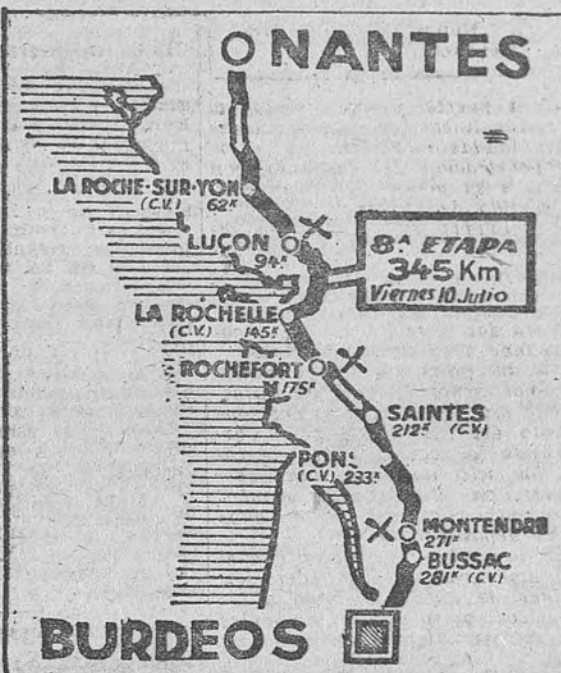 NANTES
LA ROCHE-SUR-YON
(C.V.) 62K
LUÇON
94K
8ª ETAPA
345 Km
Viernes 10 Julio
LA ROCHELLE
(C.V.) 145K
ROCHEFORT
175K
SAINTES
212K (C.V.)
PONS
(C.V.) 233K
MONTENDRE
271K
BUSSAC
281K (C.V.)
BURDEOS